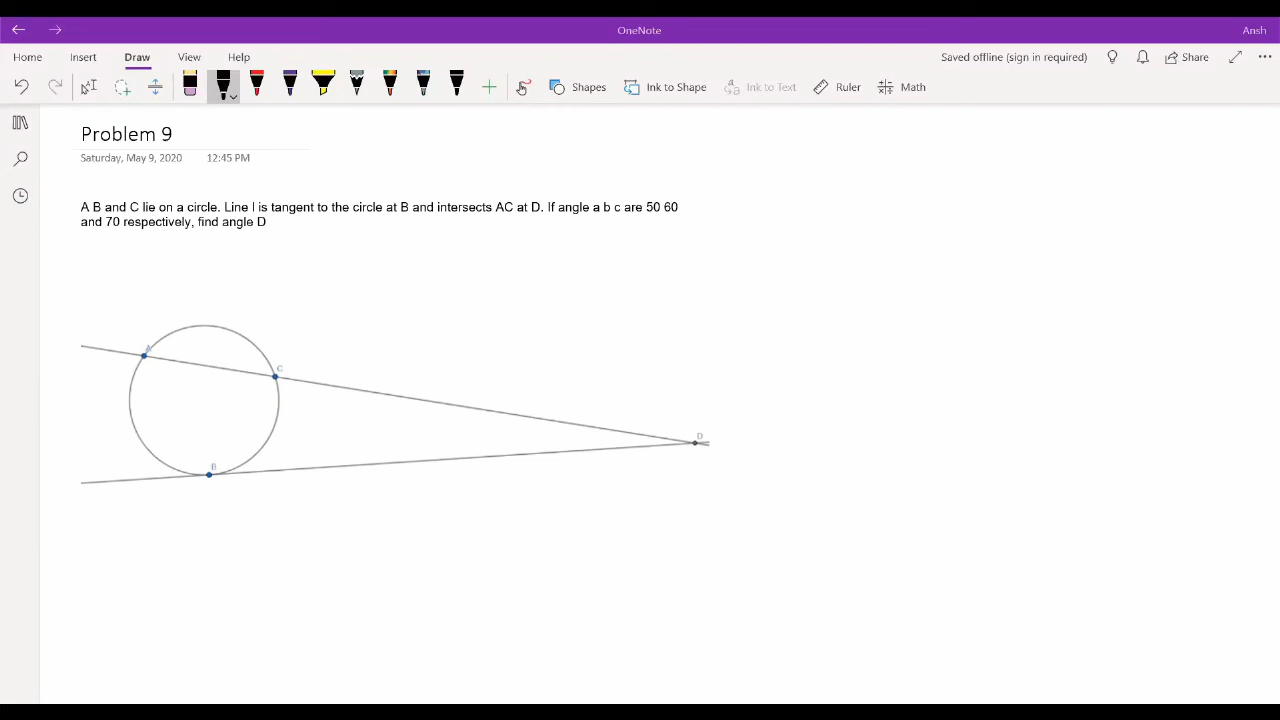 OneNote
Ansh
Home Insert Draw View Help
Saved offline (sign in required)
Share
Shapes
Ink to Shape
Ink to Text
Ruler
Math
Problem 9
Saturday, May 9, 2020 12:45 PM
A B and C lie on a circle. Line l is tangent to the circle at B and intersects AC at D. If angle a b c are 50 60
and 70 respectively, find angle D
A
C
D
B